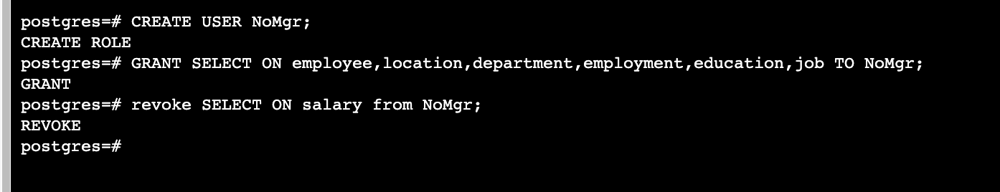 postgres=# CREATE USER NoMgr;
CREATE ROLE
postgres=# GRANT SELECT ON employee,location,department,employment,education,job TO NoMgr;
GRANT
postgres=# revoke SELECT ON salary from NoMgr;
REVOKE
postgres=#